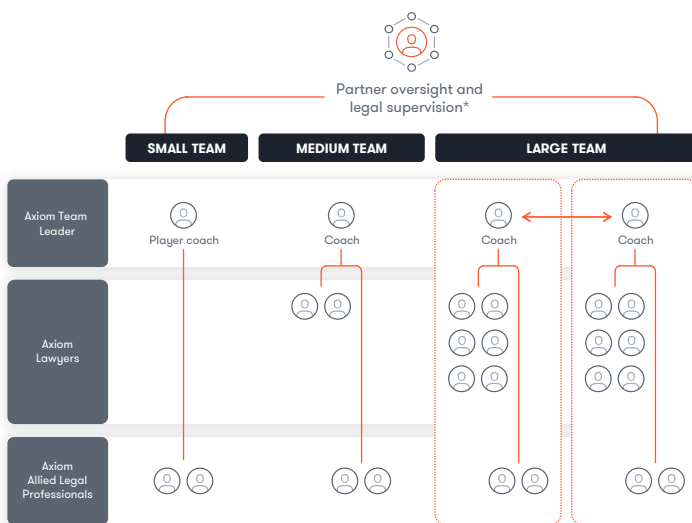 Partner oversight and
legal supervision*
SMALL TEAM
MEDIUM TEAM
LARGE TEAM
Axiom Team
Leader
Player coach
Coach
Coach
Coach
Axiom
Lawyers
Axiom
Allied Legal
Professionals